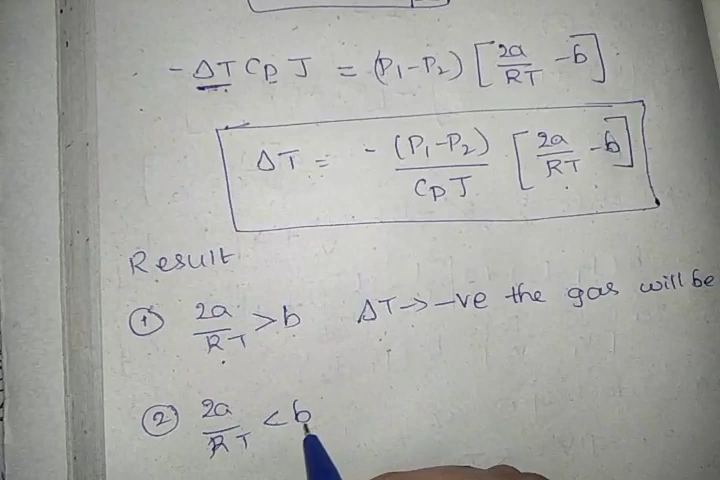 -ΔT Cp J = (P₁-P₂) [2a/RT - b]
ΔT = - (P₁-P₂)/Cp J [2a/RT - b]
Result
① 2a/RT > b ΔT → -ve the gas will be
② 2a/RT < b